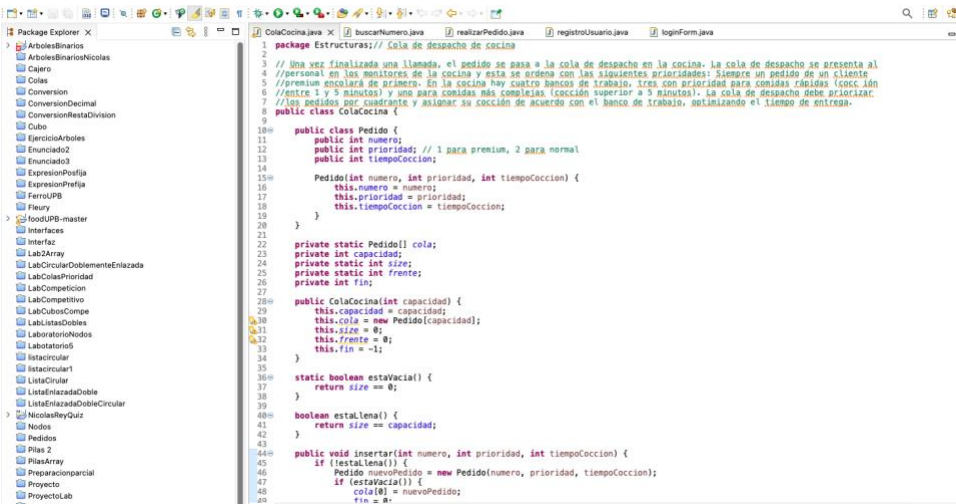 Package Explorer
ColaCocina.java
buscarNumero.java
realizarPedido.java
registroUsuario.java
loginForm.java
ArbolesBinarios
ArbolesBinariosNicolas
Cajero
Colas
Conversion
ConversionDecimal
ConversionRestaDivision
Cubo
EjercicioArboles
Enunciado2
Enunciado3
ExpresionPosfija
ExpresionPrefija
FerroUPB
Fleury
foodUPB-master
Interfaces
Interfaz
Lab2Array
LabCircularDoblementeEnlazada
LabColasPrioridad
LabCompeticion
LabCompetitivo
LabCubosCompe
LabListasDobles
LaboratorioNodos
Labotatorio5
listacircular
listacircular1
ListaCirular
ListaEnlazadaDoble
ListaEnlazadaDobleCircular
NicolasReyQuiz
Nodos
Pedidos
Pilas 2
PilasArray
Preparacionparcial
Proyecto
ProyectoLab
1 package Estructuras;// Cola de despacho de cocina
2
3 // Una vez finalizada una llamada, el pedido se pasa a la cola de despacho en la cocina. La cola de despacho se presenta al
4 //personal en los monitores de la cocina y esta se ordena con las siguientes prioridades: Siempre un pedido de un cliente
5 //premium encolará de primero. En la cocina hay cuatro bancos de trabajo, tres con prioridad para comidas rápidas (cocc ión
6 //entre 1 y 5 minutos) y uno para comidas más complejas (cocción superior a 5 minutos). La cola de despacho debe priorizar
7 //los pedidos por cuadrante y asignar su cocción de acuerdo con el banco de trabajo, optimizando el tiempo de entrega.
8 public class ColaCocina {
9
10 public class Pedido {
11 public int numero;
12 public int prioridad; // 1 para premium, 2 para normal
13 public int tiempoCoccion;
14
15 Pedido(int numero, int prioridad, int tiempoCoccion) {
16 this.numero = numero;
17 this.prioridad = prioridad;
18 this.tiempoCoccion = tiempoCoccion;
19 }
20 }
21
22 private static Pedido[] cola;
23 private int capacidad;
24 private static int size;
25 private static int frente;
26 private int fin;
27
28 public ColaCocina(int capacidad) {
29 this.capacidad = capacidad;
30 this.cola = new Pedido[capacidad];
31 this.size = 0;
32 this.frente = 0;
33 this.fin = -1;
34 }
35
36 static boolean estaVacia() {
37 return size == 0;
38 }
39
40 boolean estaLlena() {
41 return size == capacidad;
42 }
43
44 public void insertar(int numero, int prioridad, int tiempoCoccion) {
45 if (!estaLlena()) {
46 Pedido nuevoPedido = new Pedido(numero, prioridad, tiempoCoccion);
47 if (estaVacia()) {
48 cola[0] = nuevoPedido;
49 fin = 0;